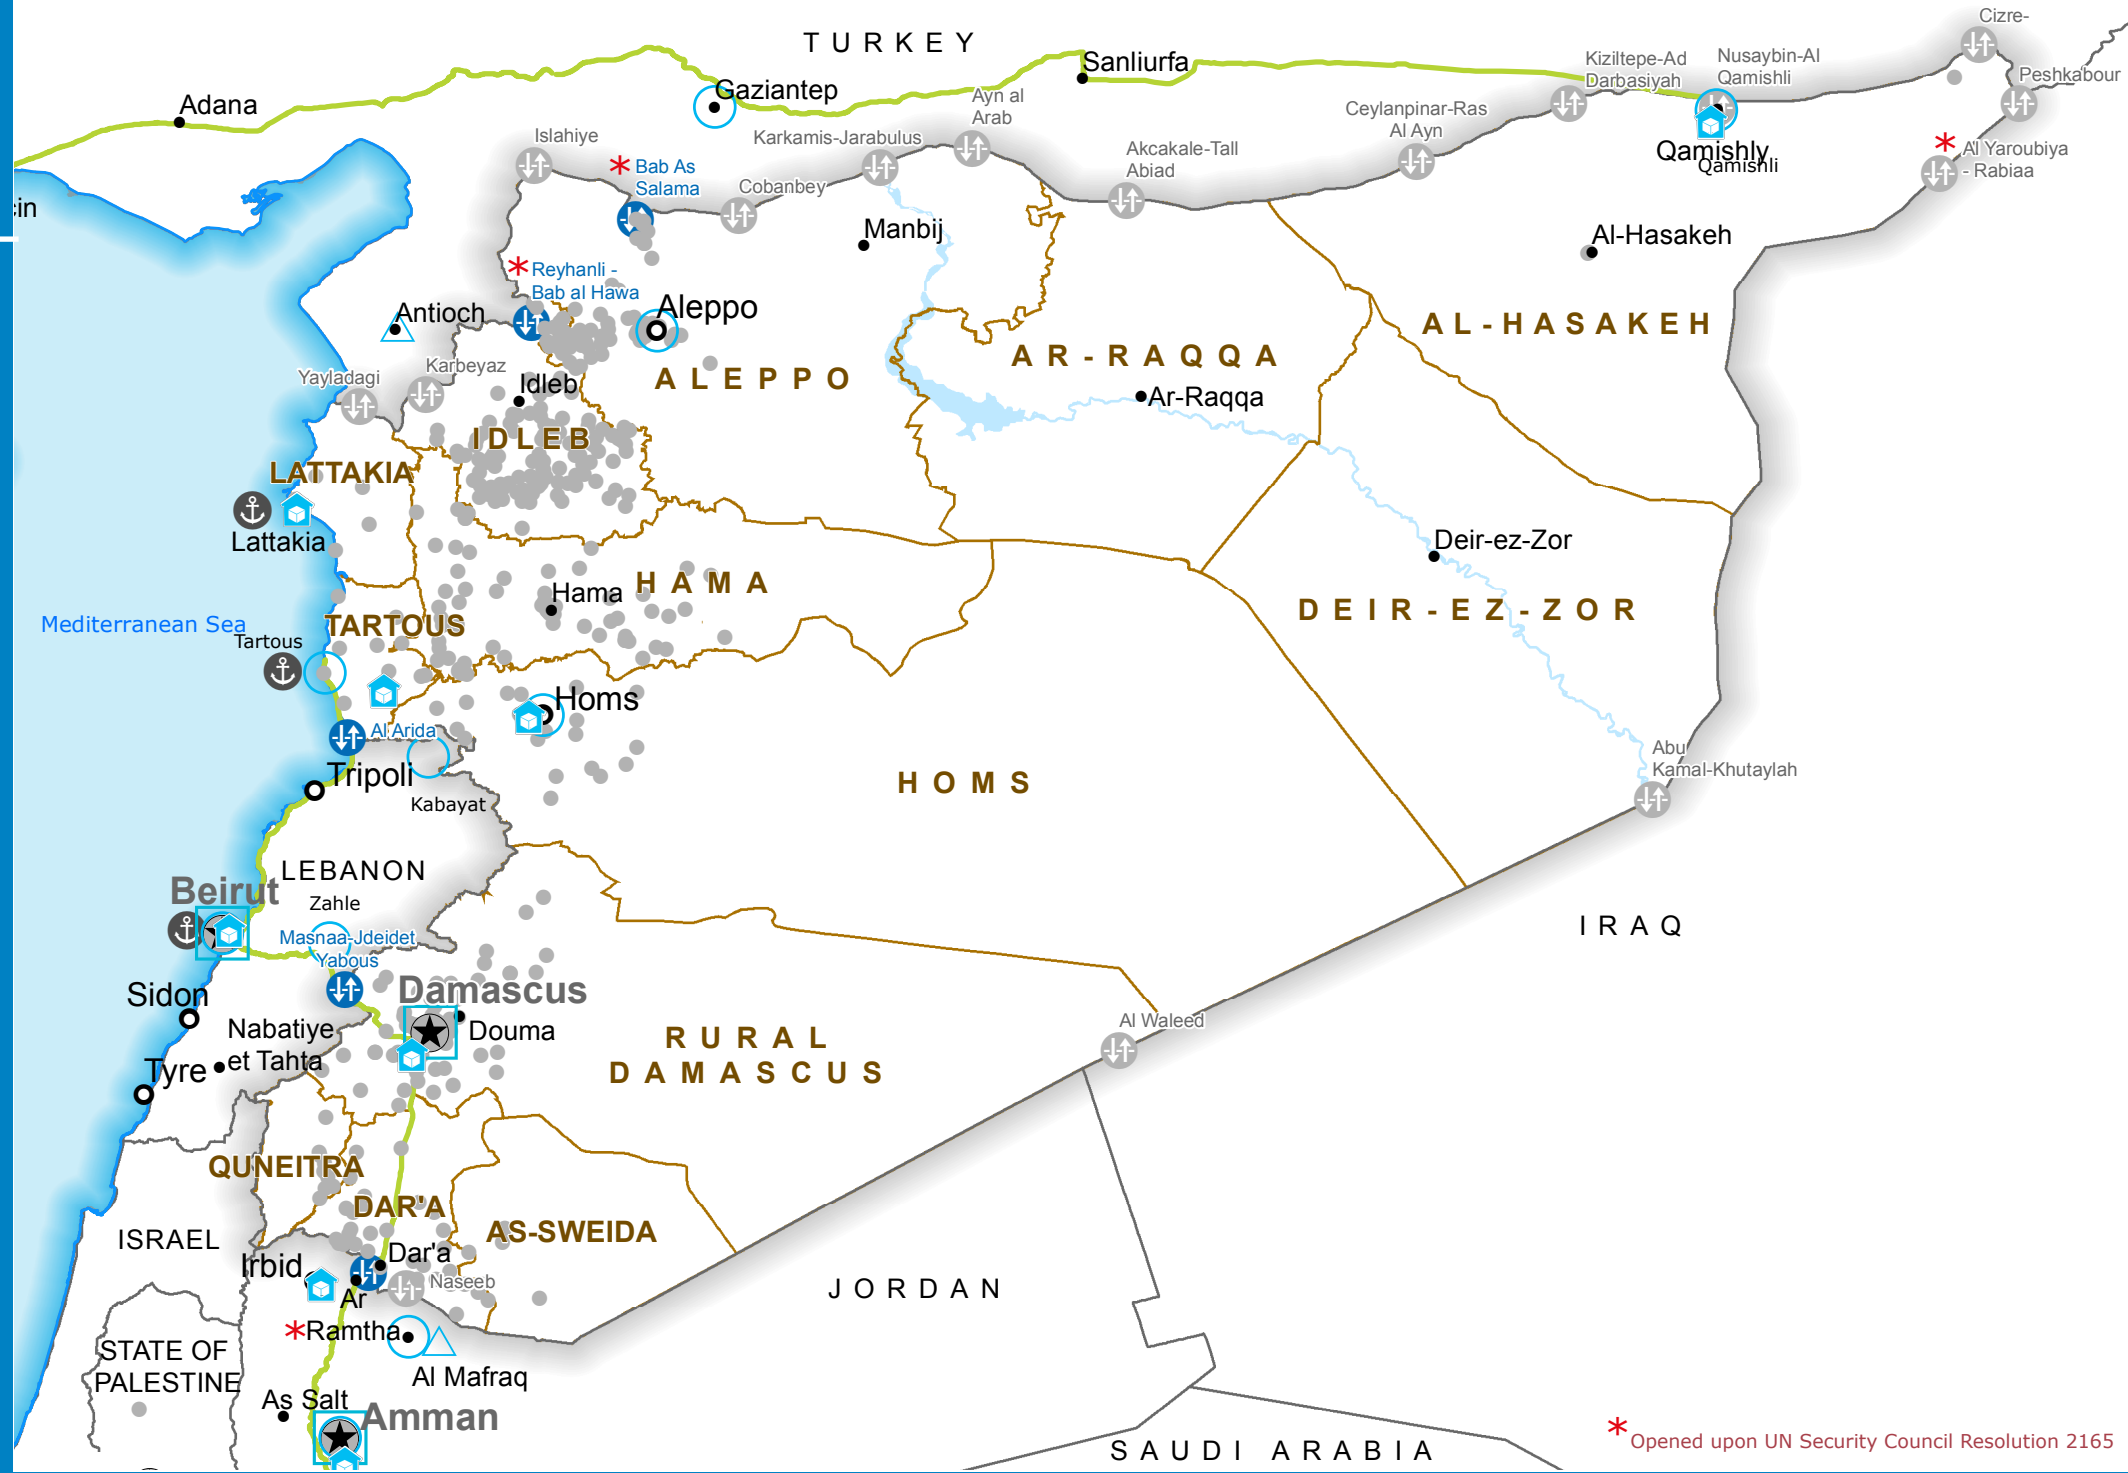 TURKEY
Cizre-
Sanliurfa
Kiziltepe-Ad
Darbasiyah
Nusaybin-Al
Qamishli
Peshkabour
Gaziantep
Adana
Ayn al
Arab
Ceylanpinar-Ras
Al Ayn
Islahiye
Karkamis-Jarabulus
Akcakale-Tall
Abiad
Qamishly
Qamishli
* Al Yaroubiya
- Rabiaa
* Bab As
Salama
Cobanbey
in
Manbij
Al-Hasakeh
* Reyhanli -
Bab al Hawa
Antioch
Aleppo
AL-HASAKEH
AR-RAQQA
Karbeyaz
Yayladagi
Idleb
ALEPPO
Ar-Raqqa
IDLEB
LATTAKIA
Lattakia
Deir-ez-Zor
Hama
HAMA
DEIR-EZ-ZOR
Mediterranean Sea
TARTOUS
Tartous
Homs
Al Arida
Abu
Kamal-Khutaylah
Tripoli
Kabayat
HOMS
LEBANON
Beirut
Zahle
IRAQ
Masnaa-Jdeidet
Yabous
Damascus
Sidon
Douma
Nabatiye
et Tahta
Al Waleed
RURAL
DAMASCUS
Tyre
QUNEITRA
DAR'A
AS-SWEIDA
ISRAEL
Dar'a
Irbid
Naseeb
JORDAN
Ar
*Ramtha
STATE OF
PALESTINE
Al Mafraq
As Salt
Amman
SAUDI ARABIA
* Opened upon UN Security Council Resolution 2165